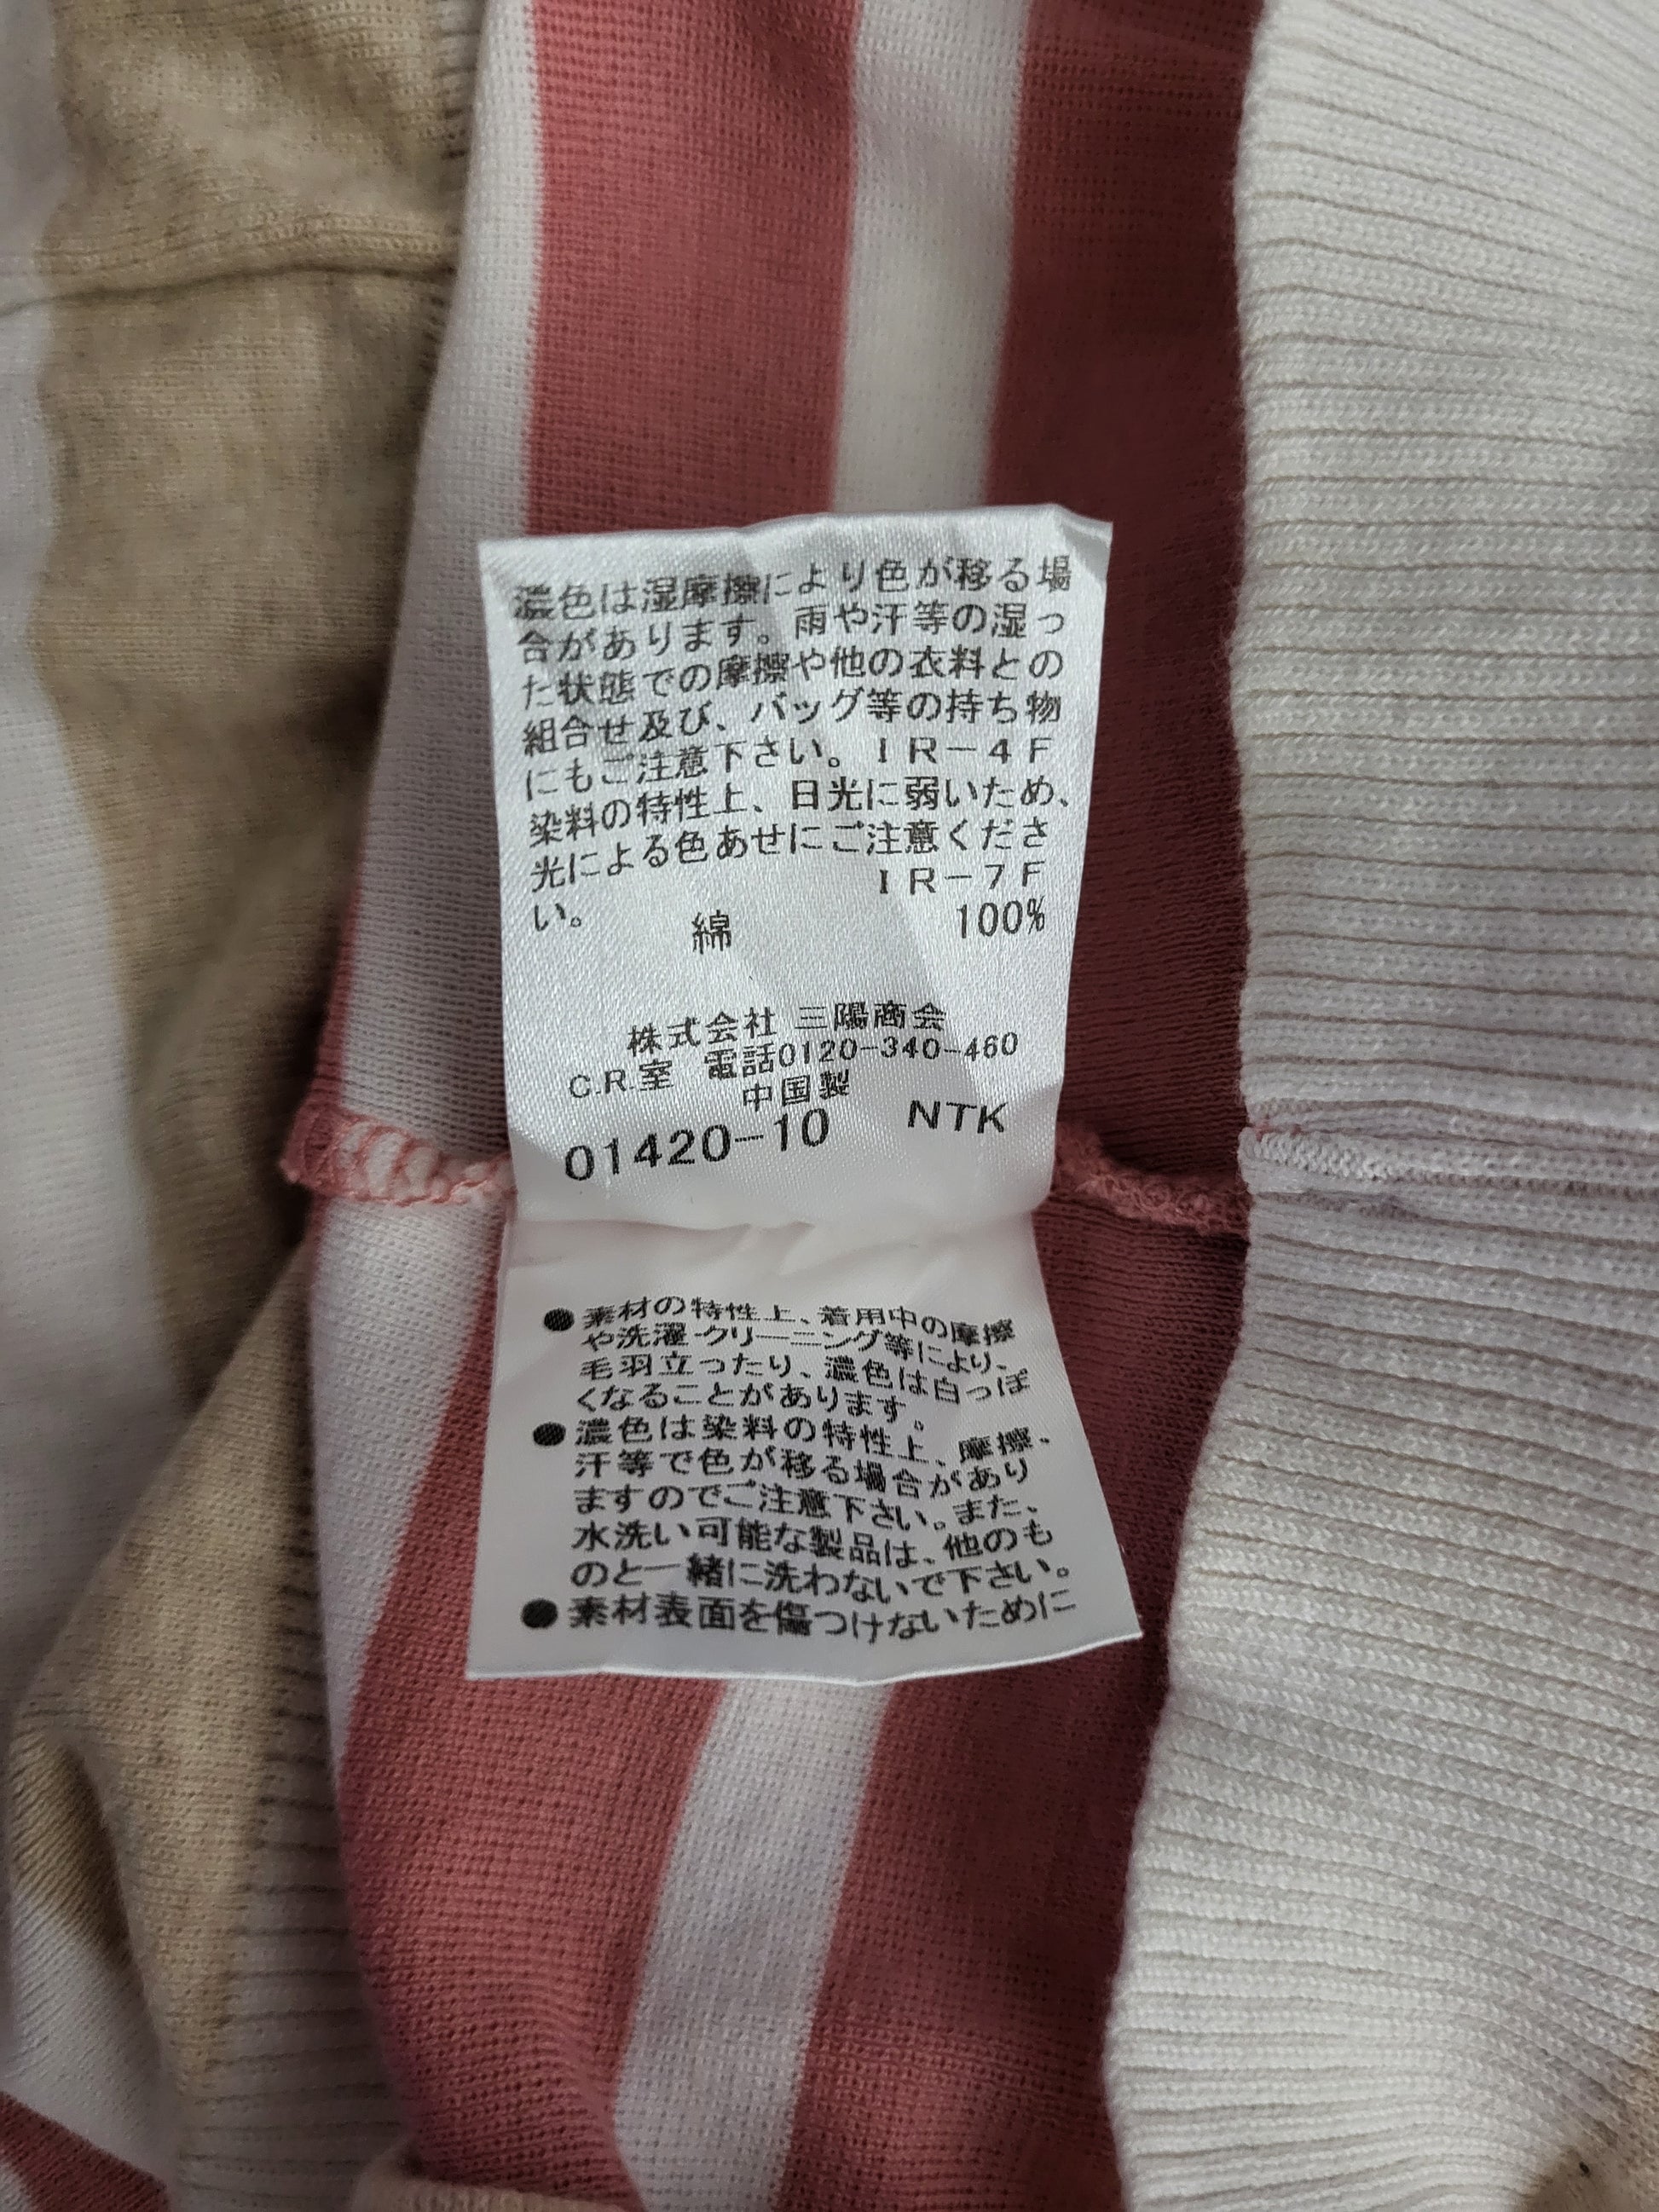 濃色は湿摩擦により色が移る場
合があります。雨や汗等の湿っ
た状態での摩擦や他の衣料との
組合せ及び、バッグ等の持ち物
にもご注意下さい。IR−4F
染料の特性上、日光に弱いため、
光による色あせにご注意くださ
い。 IR−7F
綿 100%
株式会社 三陽商会
C.R.室 電話0120-340-460
中国製
01420-10 NTK
●素材の特性上、着用中の摩擦
や洗濯・クリーニング等により、
毛羽立ったり、濃色は白っぽ
くなることがあります。
●濃色は染料の特性上、摩擦、
汗等で色が移る場合があり
ますのでご注意下さい。また、
水洗い可能な製品は、他のも
のと一緒に洗わないで下さい。
●素材表面を傷つけないために